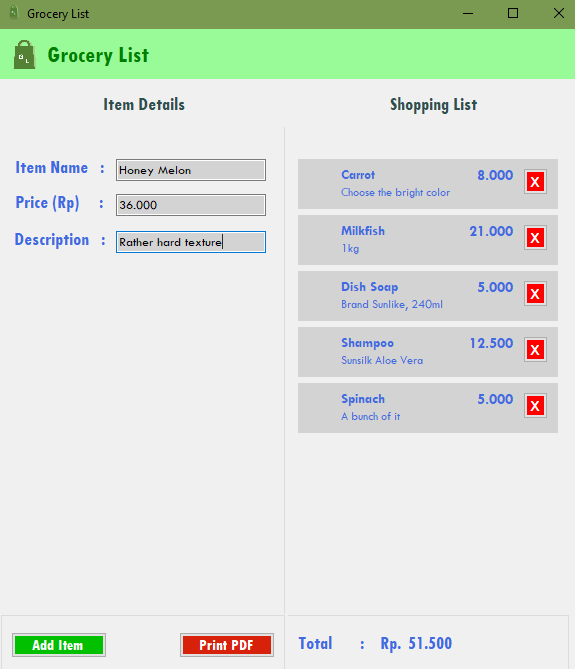 Grocery List
G L
Grocery List
Item Details
Item Name :
Honey Melon
Price (Rp) :
36.000
Description :
Rather hard texture
Add Item
Print PDF
Shopping List
Carrot 8.000 X
Choose the bright color
Milkfish 21.000 X
1kg
Dish Soap 5.000 X
Brand Sunlike, 240ml
Shampoo 12.500 X
Sunsilk Aloe Vera
Spinach 5.000 X
A bunch of it
Total : Rp. 51.500